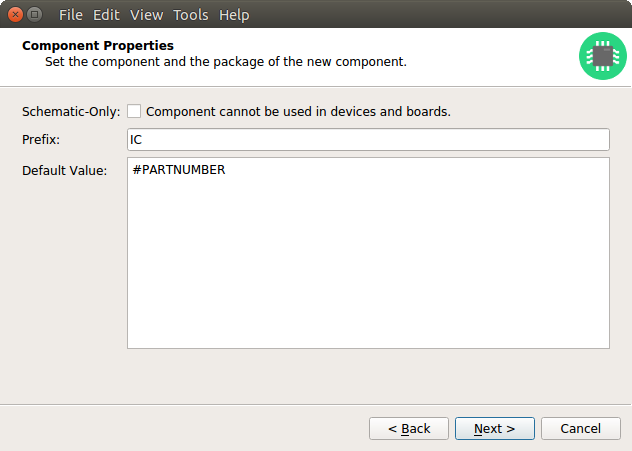 File Edit View Tools Help
Component Properties
Set the component and the package of the new component.
Schematic-Only: Component cannot be used in devices and boards.
Prefix: IC
Default Value: #PARTNUMBER
< Back Next > Cancel